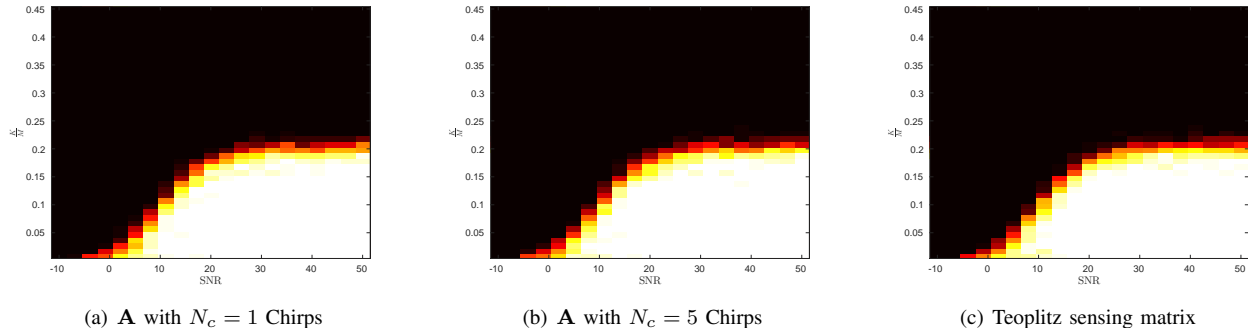 0.45 0.45 0.45
0.4 0.4 0.4
0.35 0.35 0.35
0.3 0.3 0.3
0.25 0.25 0.25
K/M K/M K/M
0.2 0.2 0.2
0.15 0.15 0.15
0.1 0.1 0.1
0.05 0.05 0.05
-10 0 10 20 30 40 50 -10 0 10 20 30 40 50 -10 0 10 20 30 40 50
SNR SNR SNR
(a) A with N_c = 1 Chirps (b) A with N_c = 5 Chirps (c) Teoplitz sensing matrix